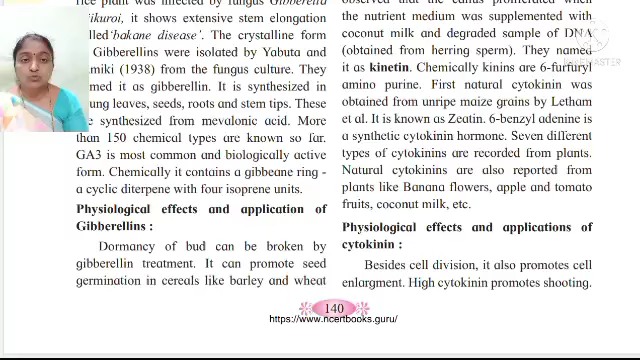 rice plant was infected by fungus Gibberella
Fujikuroi, it shows extensive stem elongation
called 'bakane disease'. The crystalline form
Gibberellins were isolated by Yabuta and
(1938) from the fungus culture. They
named it as gibberellin. It is synthesized in
young leaves, seeds, roots and stem tips. These
are synthesized from mevalonic acid. More
than 150 chemical types are known so far.
GA3 is most common and biologically active
form. Chemically it contains a gibbeane ring -
a cyclic diterpene with four isoprene units.
Physiological effects and application of
Gibberellins :
Dormancy of bud can be broken by
gibberellin treatment. It can promote seed
germination in cereals like barley and wheat
observed that the callus proliferated when
the nutrient medium was supplemented with
coconut milk and degraded sample of DNA
(obtained from herring sperm). They named
it as kinetin. Chemically kinins are 6-furfuryl
amino purine. First natural cytokinin was
obtained from unripe maize grains by Letham
et al. It is known as Zeatin. 6-benzyl adenine is
a synthetic cytokinin hormone. Seven different
types of cytokinins are recorded from plants.
Natural cytokinins are also reported from
plants like Banana flowers, apple and tomato
fruits, coconut milk, etc.
Physiological effects and applications of
cytokinin :
Besides cell division, it also promotes cell
enlargment. High cytokinin promotes shooting.
140
https://www.ncertbooks.guru/